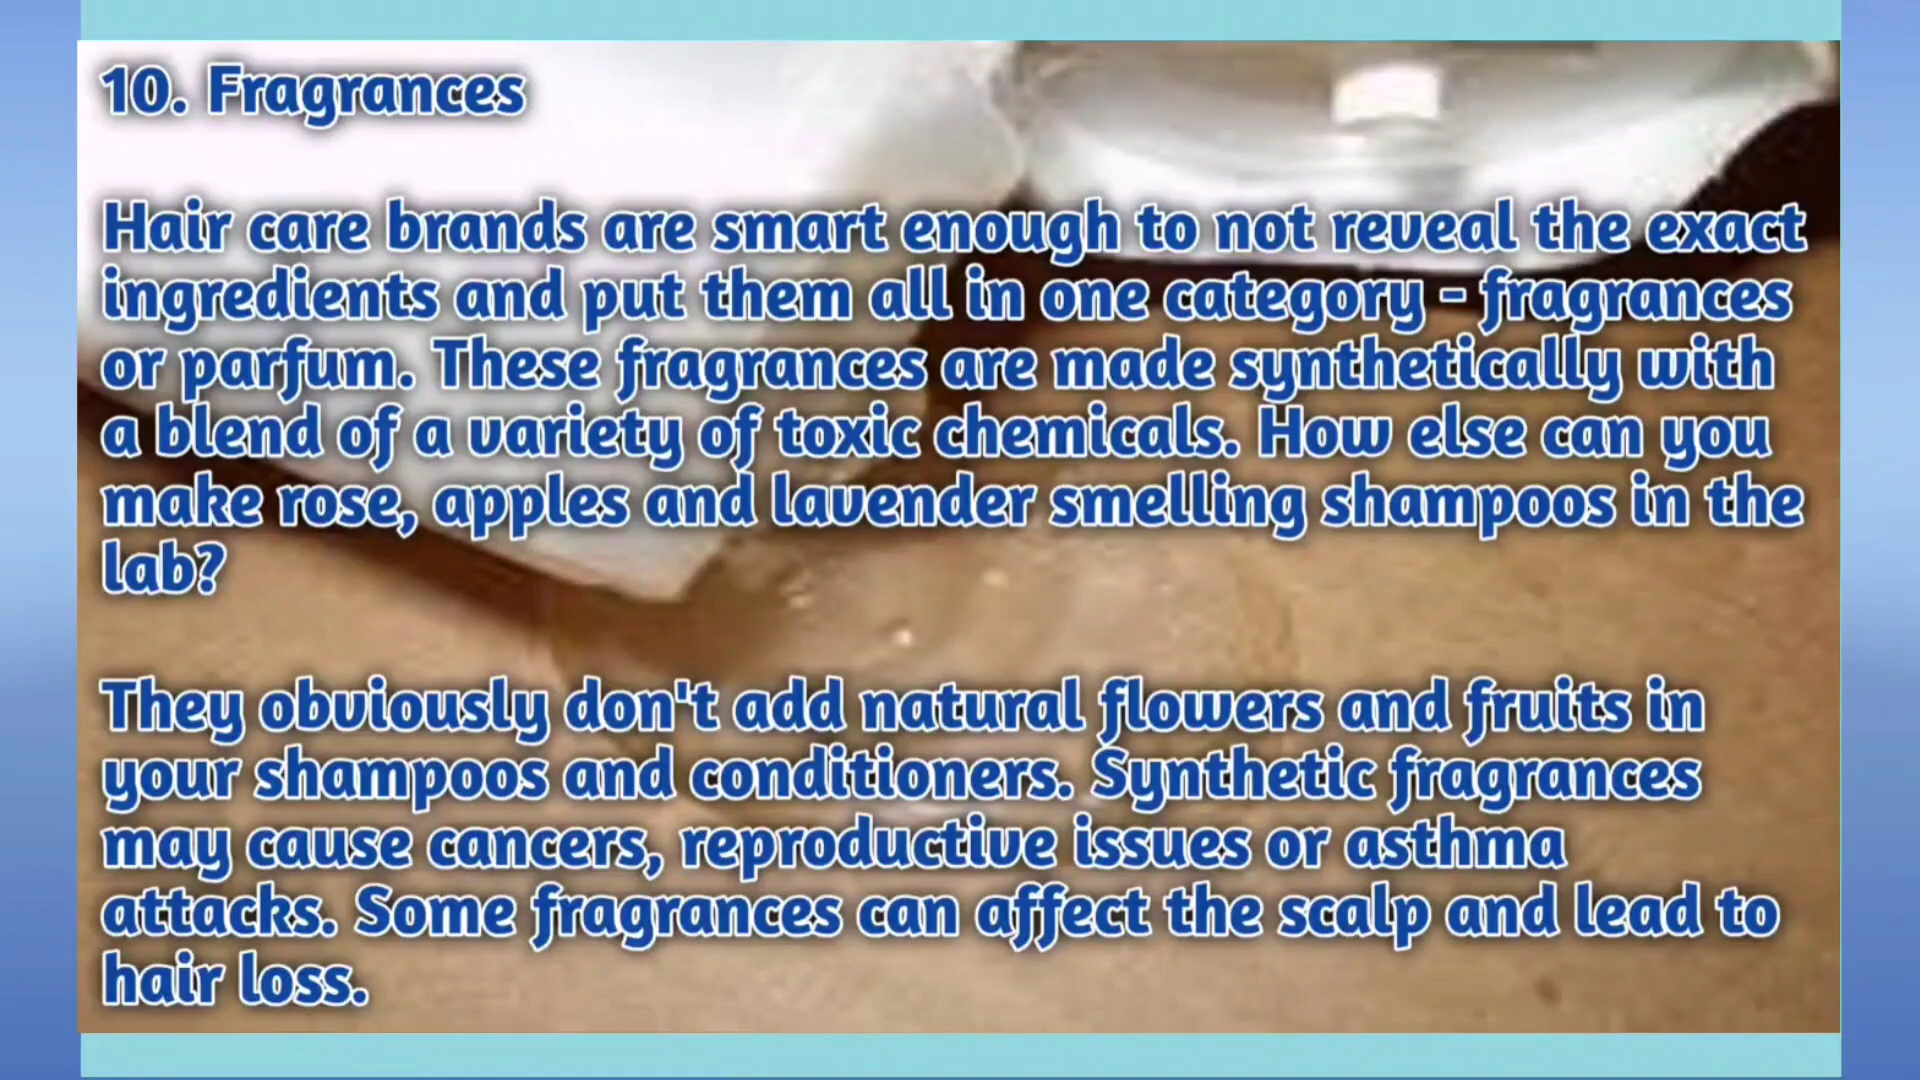 10. Fragrances
Hair care brands are smart enough to not reveal the exact
ingredients and put them all in one category - fragrances
or parfum. These fragrances are made synthetically with
a blend of a variety of toxic chemicals. How else can you
make rose, apples and lavender smelling shampoos in the
lab?
They obviously don't add natural flowers and fruits in
your shampoos and conditioners. Synthetic fragrances
may cause cancers, reproductive issues or asthma
attacks. Some fragrances can affect the scalp and lead to
hair loss.